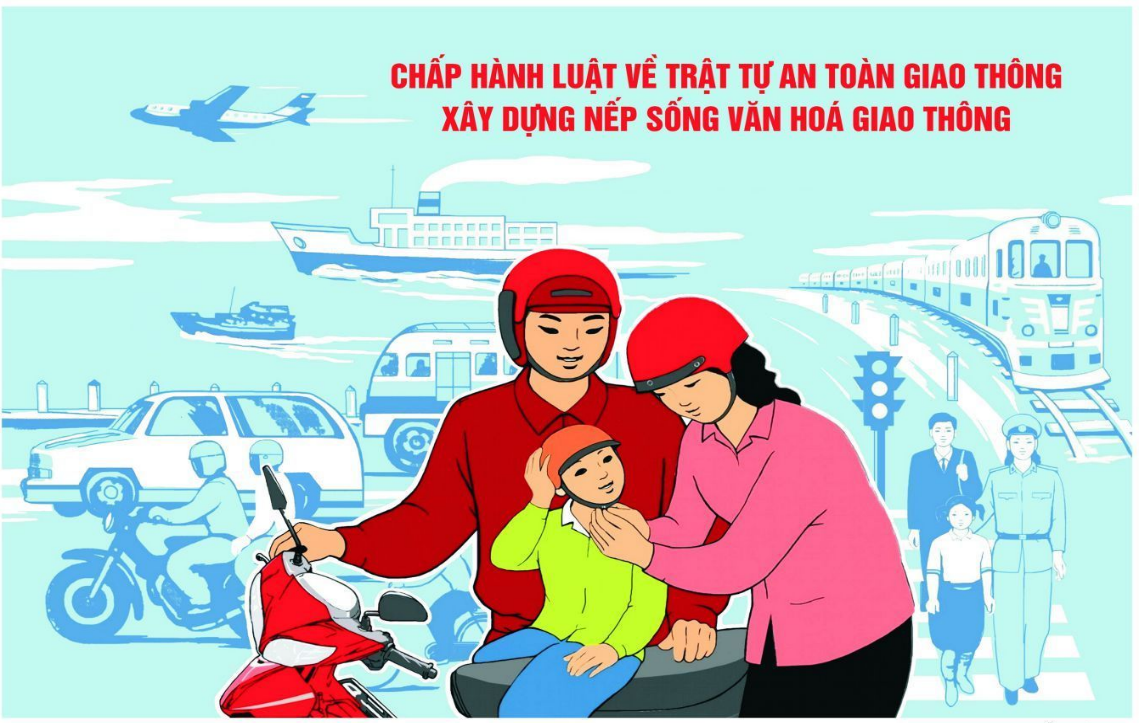 CHẤP HÀNH LUẬT VỀ TRẬT TỰ AN TOÀN GIAO THÔNG
XÂY DỰNG NẾP SỐNG VĂN HOÁ GIAO THÔNG